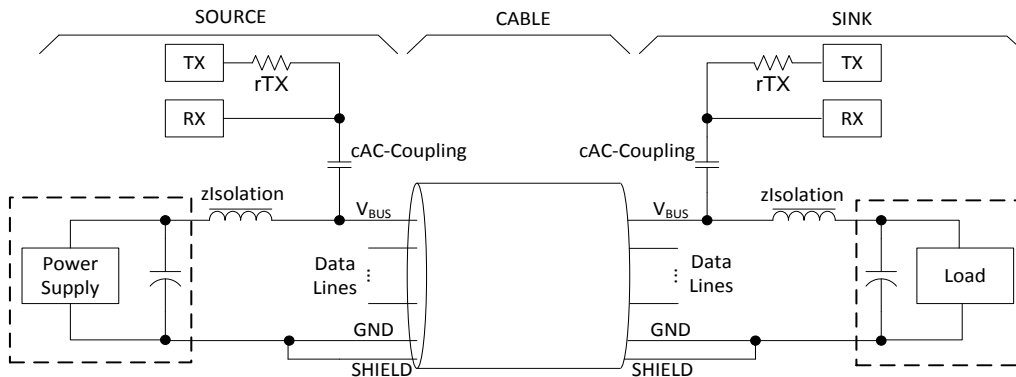 SOURCE
CABLE
SINK
TX
rTX
RX
cAC-Coupling
zIsolation
VBUS
Power
Supply
Data
Lines
GND
SHIELD
TX
rTX
RX
cAC-Coupling
zIsolation
VBUS
Data
Lines
Load
GND
SHIELD